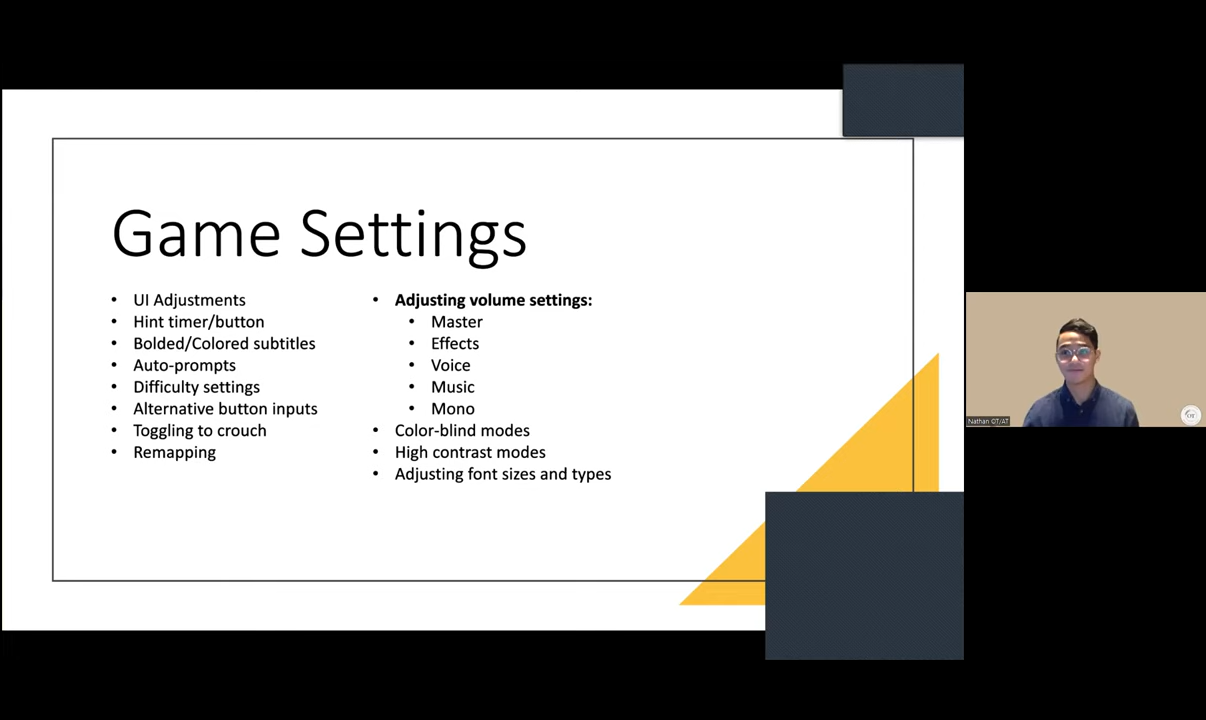 Game Settings
• UI Adjustments
• Hint timer/button
• Bolded/Colored subtitles
• Auto-prompts
• Difficulty settings
• Alternative button inputs
• Toggling to crouch
• Remapping
• Adjusting volume settings:
• Master
• Effects
• Voice
• Music
• Mono
• Color-blind modes
• High contrast modes
• Adjusting font sizes and types
Nathan OT/AT